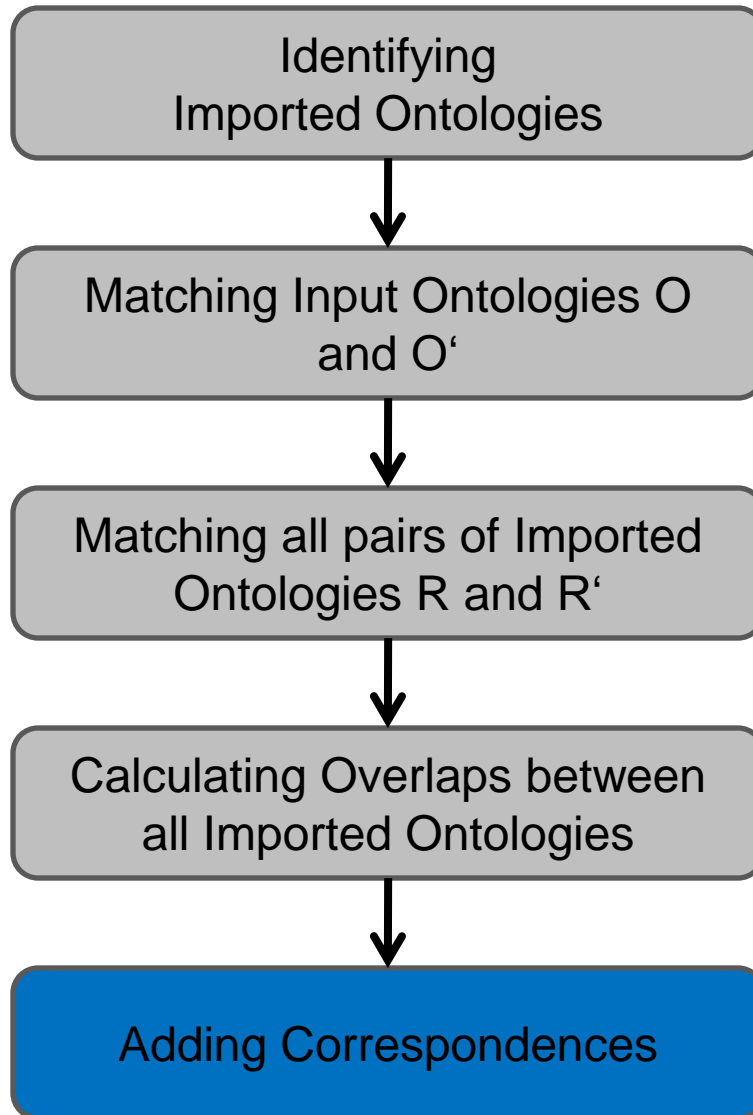 Identifying
Imported Ontologies
Matching Input Ontologies O
and O‘
Matching all pairs of Imported
Ontologies R and R‘
Calculating Overlaps between
all Imported Ontologies
Adding Correspondences